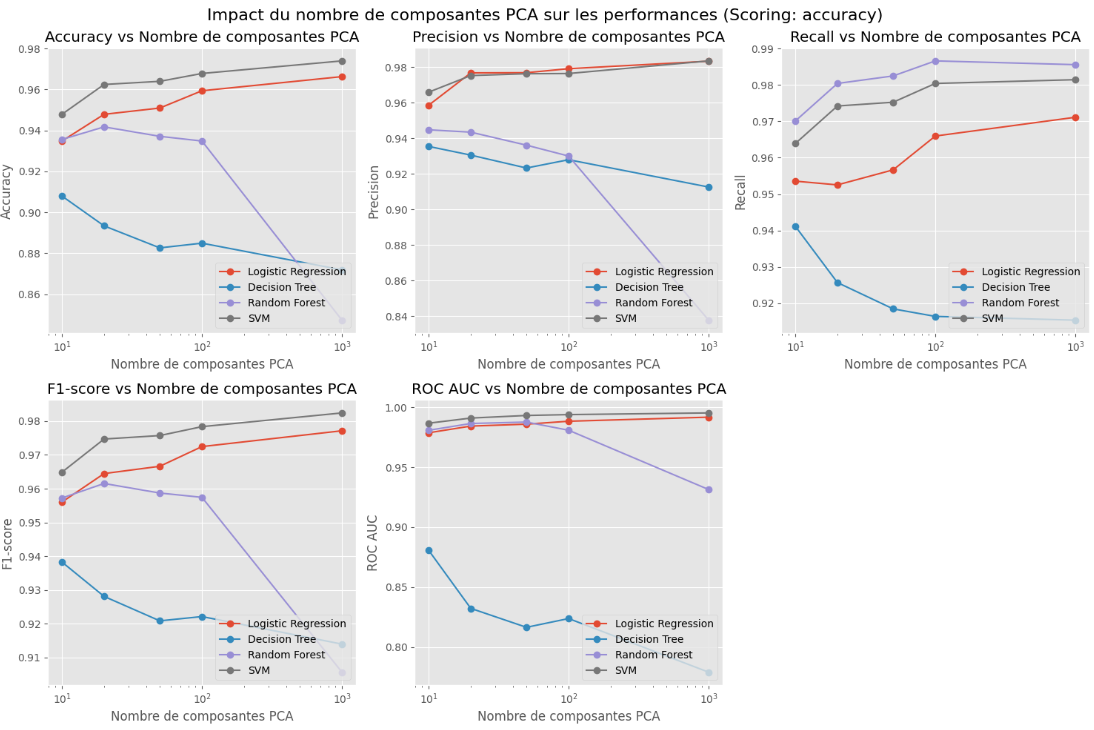 Impact du nombre de composantes PCA sur les performances (Scoring: accuracy)
Accuracy vs Nombre de composantes PCA
0.98
0.96
0.94
0.92
0.90
0.88
0.86
Accuracy
10¹
10²
10³
Nombre de composantes PCA
Logistic Regression
Decision Tree
Random Forest
SVM
Precision vs Nombre de composantes PCA
0.98
0.96
0.94
0.92
0.90
0.88
0.86
0.84
Precision
10¹
10²
10³
Nombre de composantes PCA
Logistic Regression
Decision Tree
Random Forest
SVM
Recall vs Nombre de composantes PCA
0.99
0.98
0.97
0.96
0.95
0.94
0.93
0.92
Recall
10¹
10²
10³
Nombre de composantes PCA
Logistic Regression
Decision Tree
Random Forest
SVM
F1-score vs Nombre de composantes PCA
0.98
0.97
0.96
0.95
0.94
0.93
0.92
0.91
F1-score
10¹
10²
10³
Nombre de composantes PCA
Logistic Regression
Decision Tree
Random Forest
SVM
ROC AUC vs Nombre de composantes PCA
1.00
0.95
0.90
0.85
0.80
ROC AUC
10¹
10²
10³
Nombre de composantes PCA
Logistic Regression
Decision Tree
Random Forest
SVM